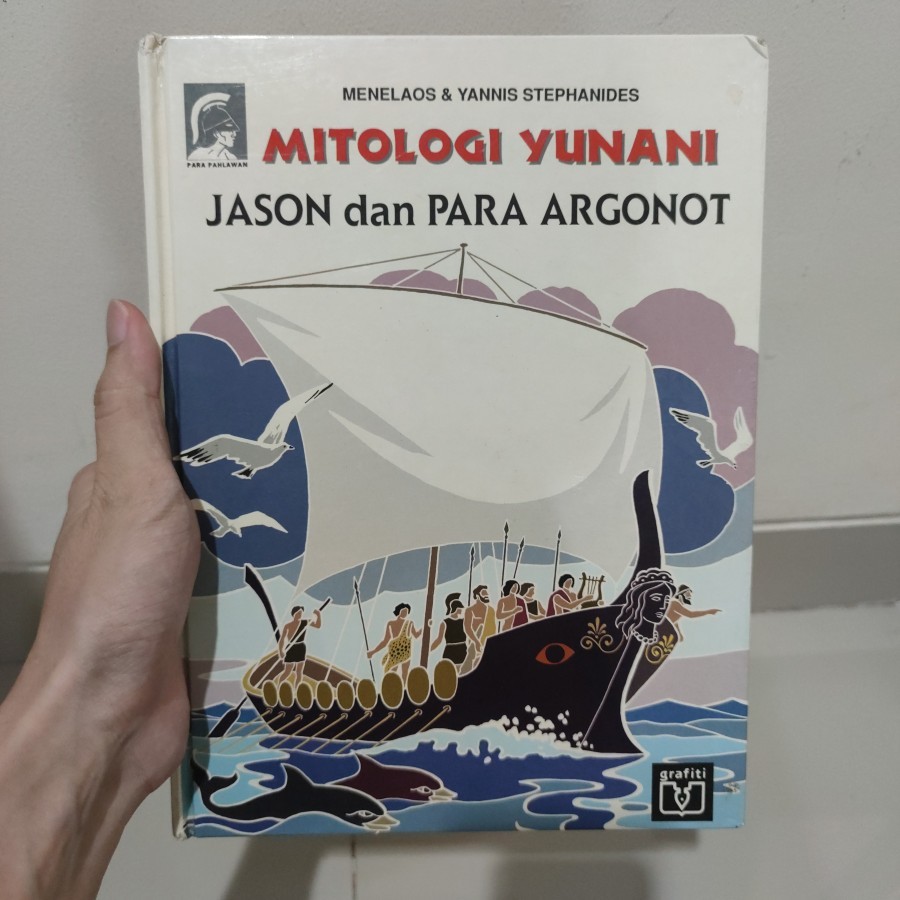 MENELAOS & YANNIS STEPHANIDES
PARA PAHLAWAN
MITOLOGI YUNANI
JASON dan PARA ARGONOT
grafiti